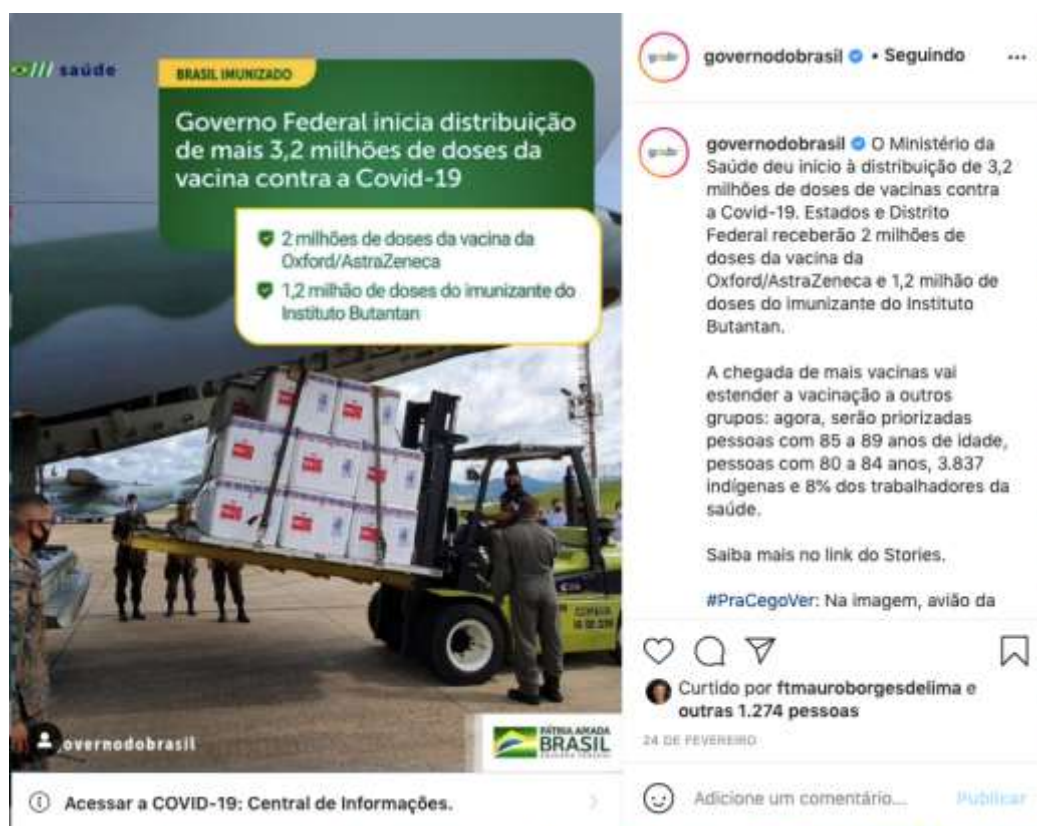 saúde
BRASIL IMUNIZADO
Governo Federal inicia distribuição
de mais 3,2 milhões de doses da
vacina contra a Covid-19
2 milhões de doses da vacina da
Oxford/AstraZeneca
1,2 milhão de doses do imunizante do
Instituto Butantan
overnodobrasil
PÁTRIA AMADA
BRASIL
Acessar a COVID-19: Central de Informações.
governodobrasil • Seguindo
governodobrasil O Ministério da
Saúde deu início à distribuição de 3,2
milhões de doses de vacinas contra
a Covid-19. Estados e Distrito
Federal receberão 2 milhões de
doses da vacina da
Oxford/AstraZeneca e 1,2 milhão de
doses do imunizante do Instituto
Butantan.
A chegada de mais vacinas vai
estender a vacinação a outros
grupos: agora, serão priorizadas
pessoas com 85 a 89 anos de idade,
pessoas com 80 a 84 anos, 3.837
indígenas e 8% dos trabalhadores da
saúde.
Saiba mais no link do Stories.
#PraCegoVer: Na imagem, avião da
Curtido por ftmauroborgesdelima e
outras 1.274 pessoas
24 DE FEVEREIRO
Adicione um comentário... Publicar